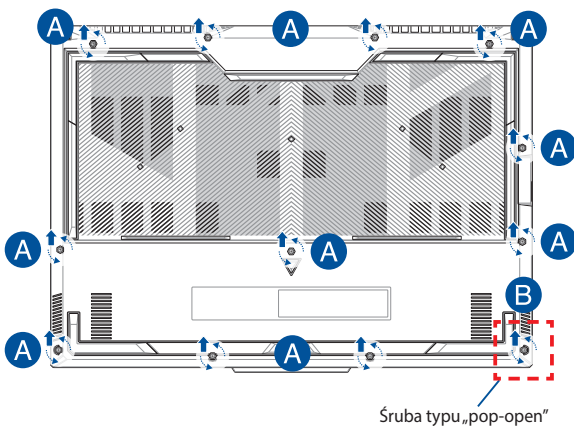 A A A
A
A A A
B
A A
Śruba typu „pop-open”